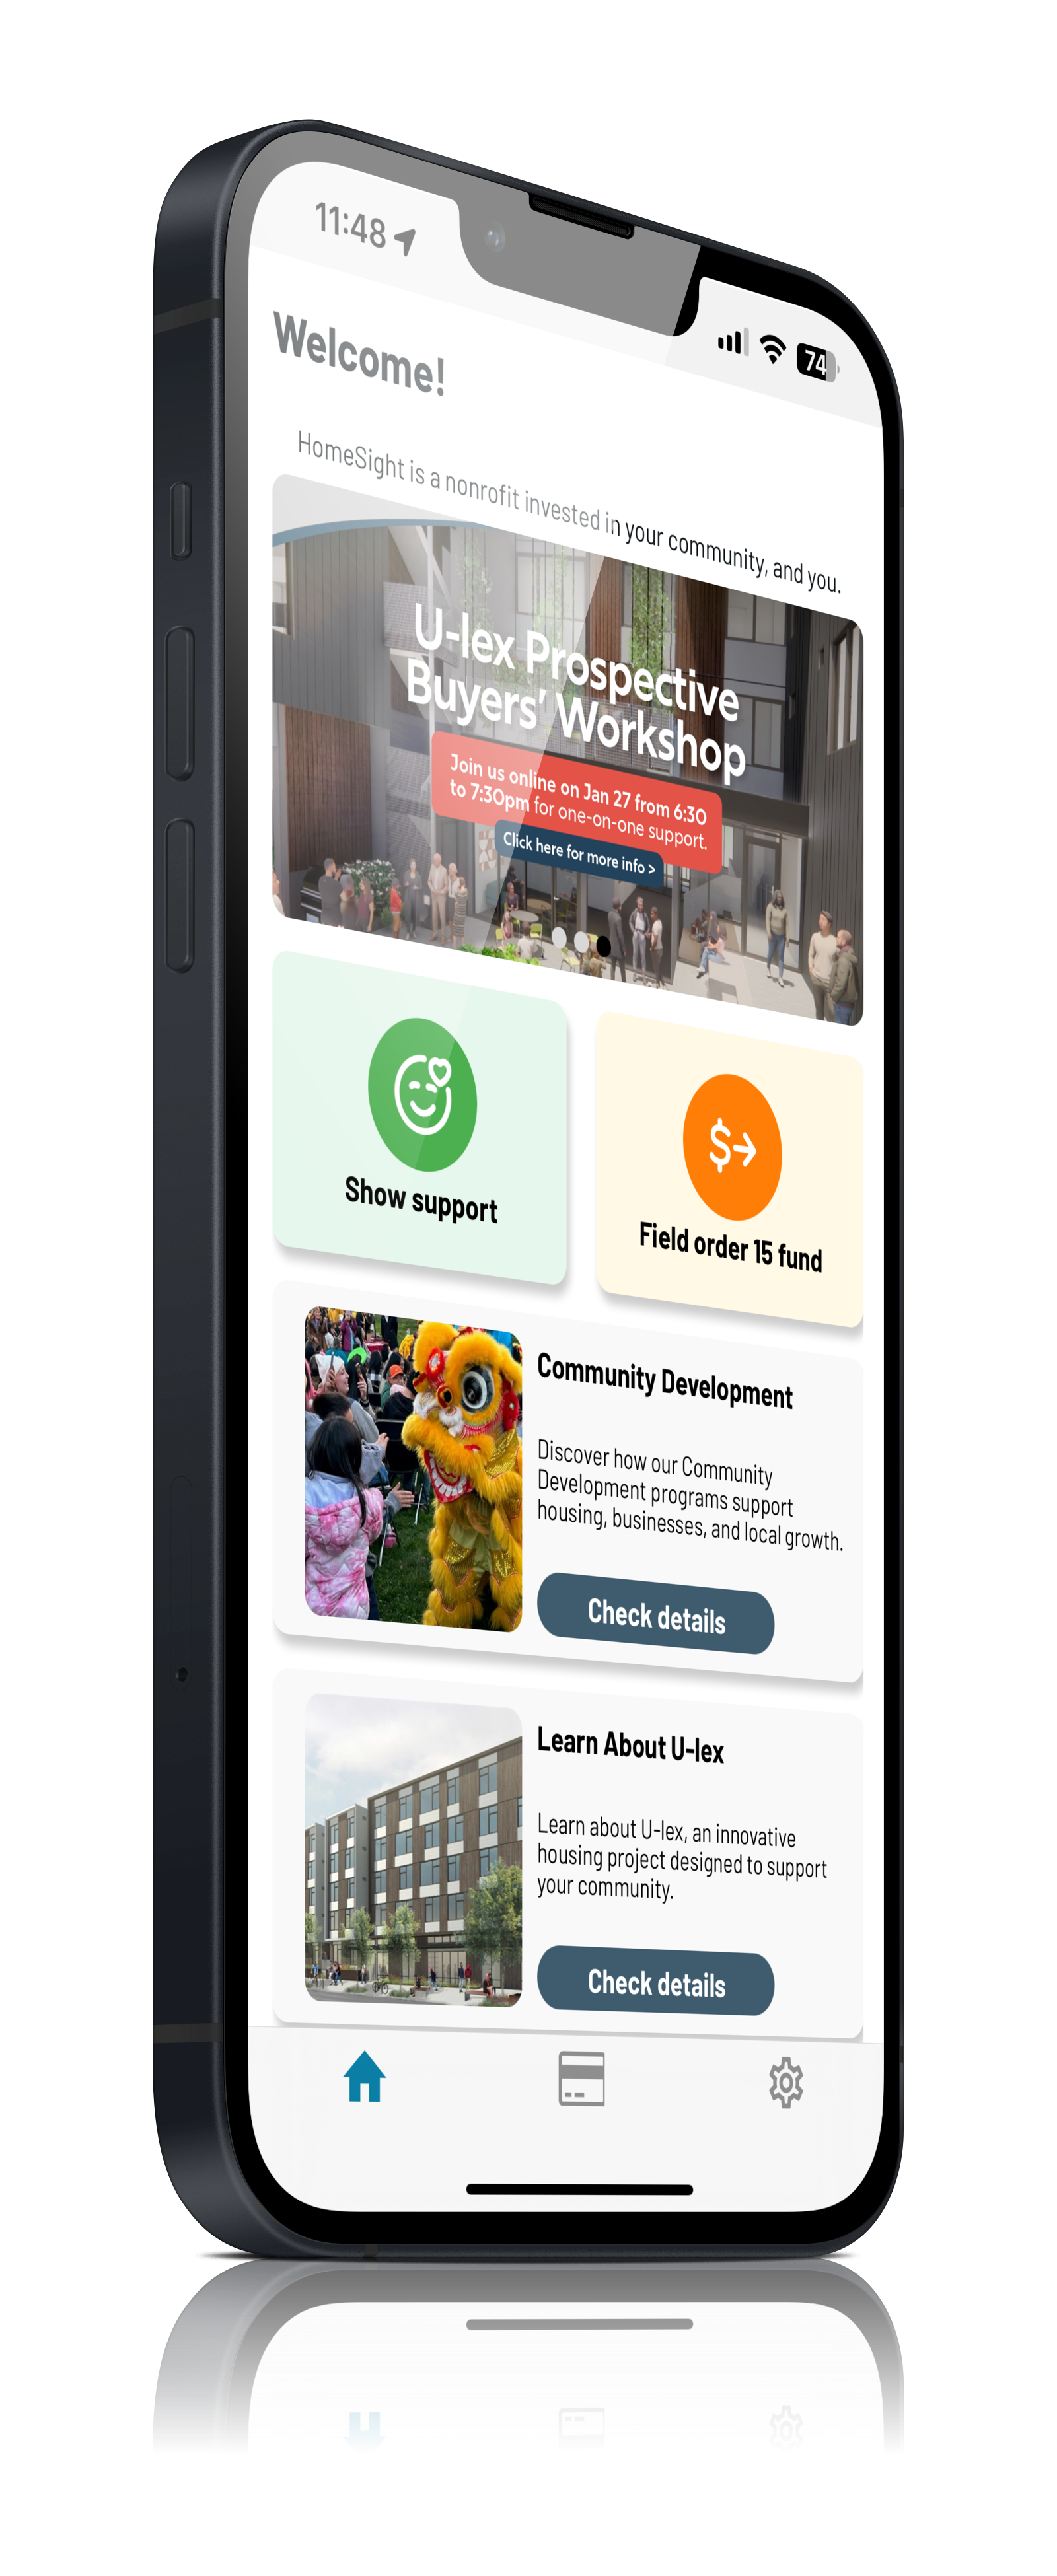 11:48
74
Welcome!
HomeSight is a nonrofit invested in your community, and you.
U-lex Prospective
Buyers' Workshop
Join us online on Jan 27 from 6:30
to 7:30pm for one-on-one support.
Click here for more info >
Show support
$→
Field order 15 fund
Community Development
Discover how our Community
Development programs support
housing, businesses, and local growth.
Check details
Learn About U-lex
Learn about U-lex, an innovative
housing project designed to support
your community.
Check details